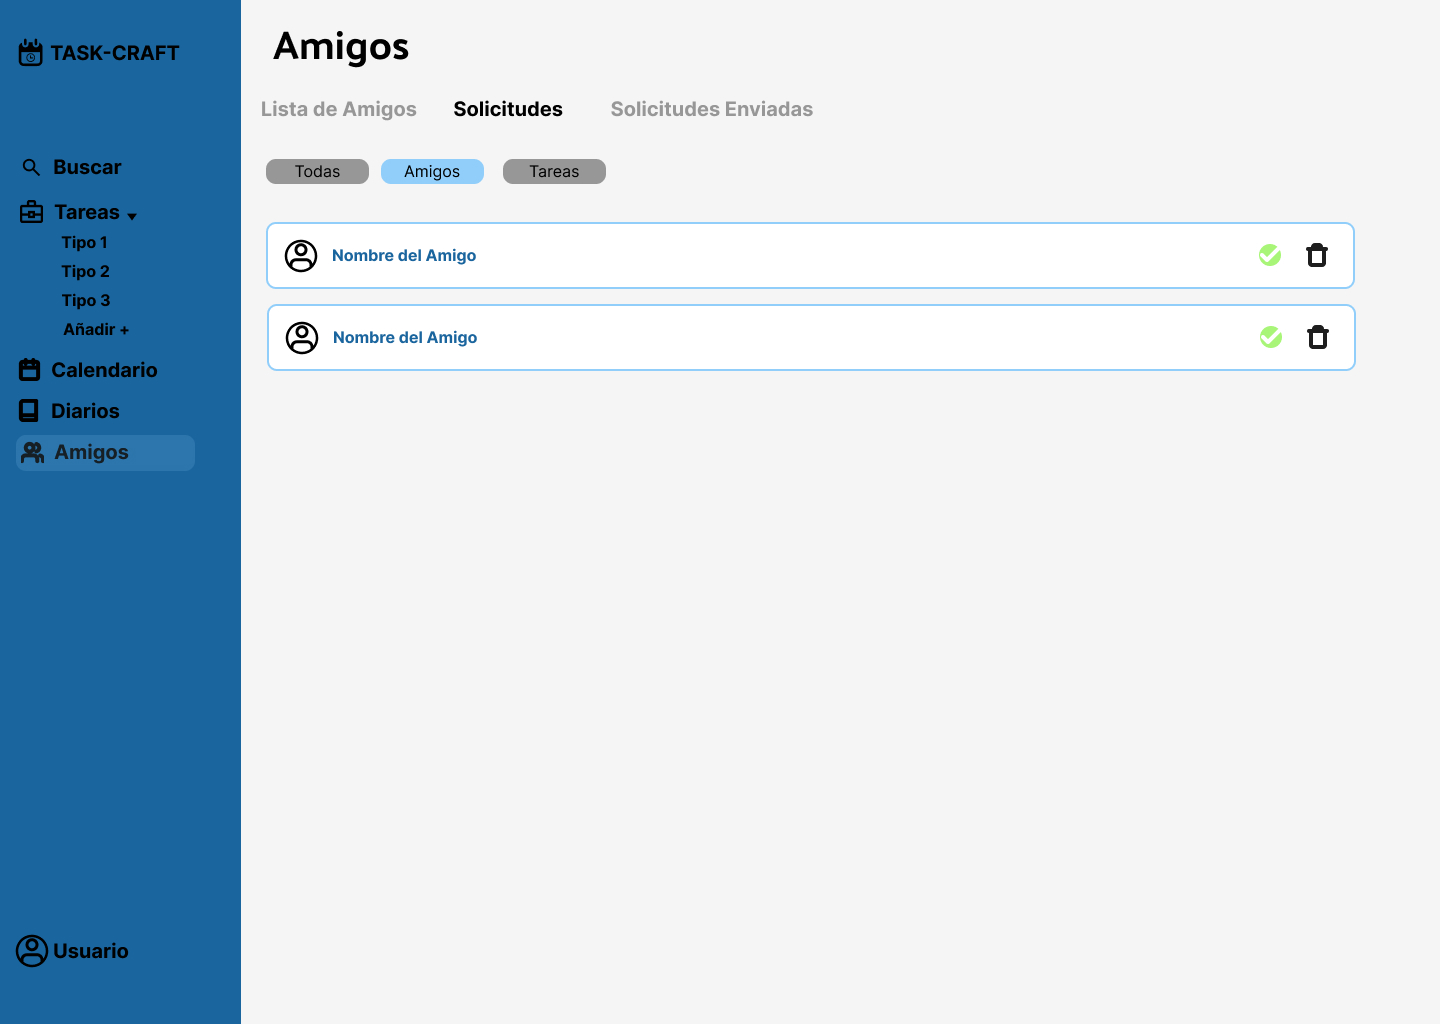 TASK-CRAFT
Buscar
Tareas
Tipo 1
Tipo 2
Tipo 3
Añadir +
Calendario
Diarios
Amigos
Usuario
Amigos
Lista de Amigos Solicitudes Solicitudes Enviadas
Todas Amigos Tareas
Nombre del Amigo
Nombre del Amigo